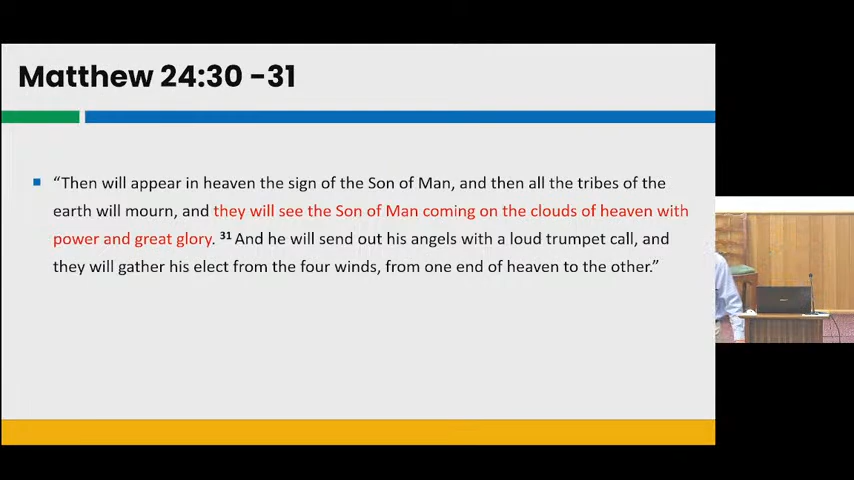 Matthew 24:30 -31
“Then will appear in heaven the sign of the Son of Man, and then all the tribes of the
earth will mourn, and they will see the Son of Man coming on the clouds of heaven with
power and great glory. 31 And he will send out his angels with a loud trumpet call, and
they will gather his elect from the four winds, from one end of heaven to the other.”